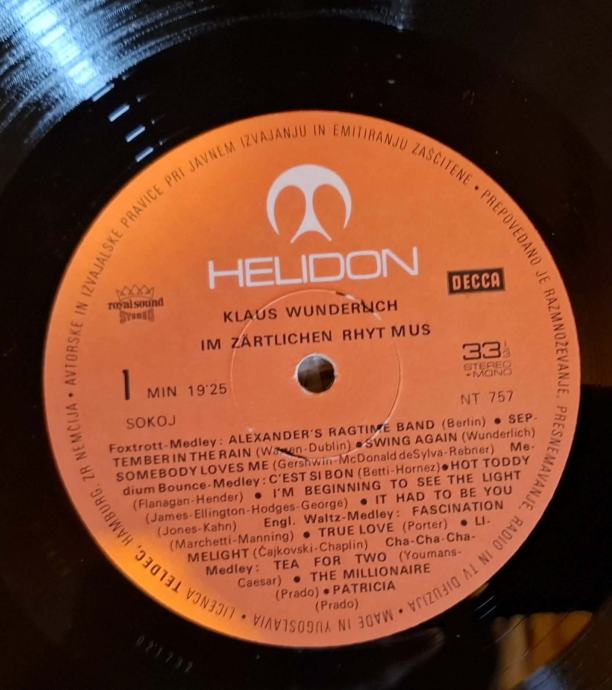 AVTORSKE IN IZVAJALSKE PRAVICE PRI JAVNEM IZVAJANJU IN EMITIRANJU ZAŠČITENE • PREPOVEDANO JE RAZMNOŽEVANJE, PRESNEMAVANJE, RADIO IN TV DIFUZIJA • MADE IN YUGOSLAVIA • LICENCA TELDEC, HAMBURG, ZR NEMČIJA •
HELIDON
royal sound
Stereo
DECCA
KLAUS WUNDERLICH
IM ZÄRTLICHEN RHYTMUS
33 1/3
STEREO
•MONO
1 MIN 19'25
NT 757
SOKOJ
Foxtrott-Medley: ALEXANDER'S RAGTIME BAND (Berlin) • SEP-
TEMBER IN THE RAIN (Warren-Dublin) • SWING AGAIN (Wunderlich)
SOMEBODY LOVES ME (Gershwin-McDonald deSylva-Rebner) Me-
dium Bounce-Medley: C'EST SI BON (Betti-Hornez) • HOT TODDY
(Flanagan-Hender) • I'M BEGINNING TO SEE THE LIGHT
(James-Ellington-Hodges-George) • IT HAD TO BE YOU
(Jones-Kahn) Engl. Waltz-Medley: FASCINATION
(Marchetti-Manning) • TRUE LOVE (Porter) • LI-
MELIGHT (Čajkovski-Chaplin) Cha-Cha-Cha-
Medley: TEA FOR TWO (Youmans-
Caesar) • THE MILLIONAIRE
(Prado) • PATRICIA
(Prado)